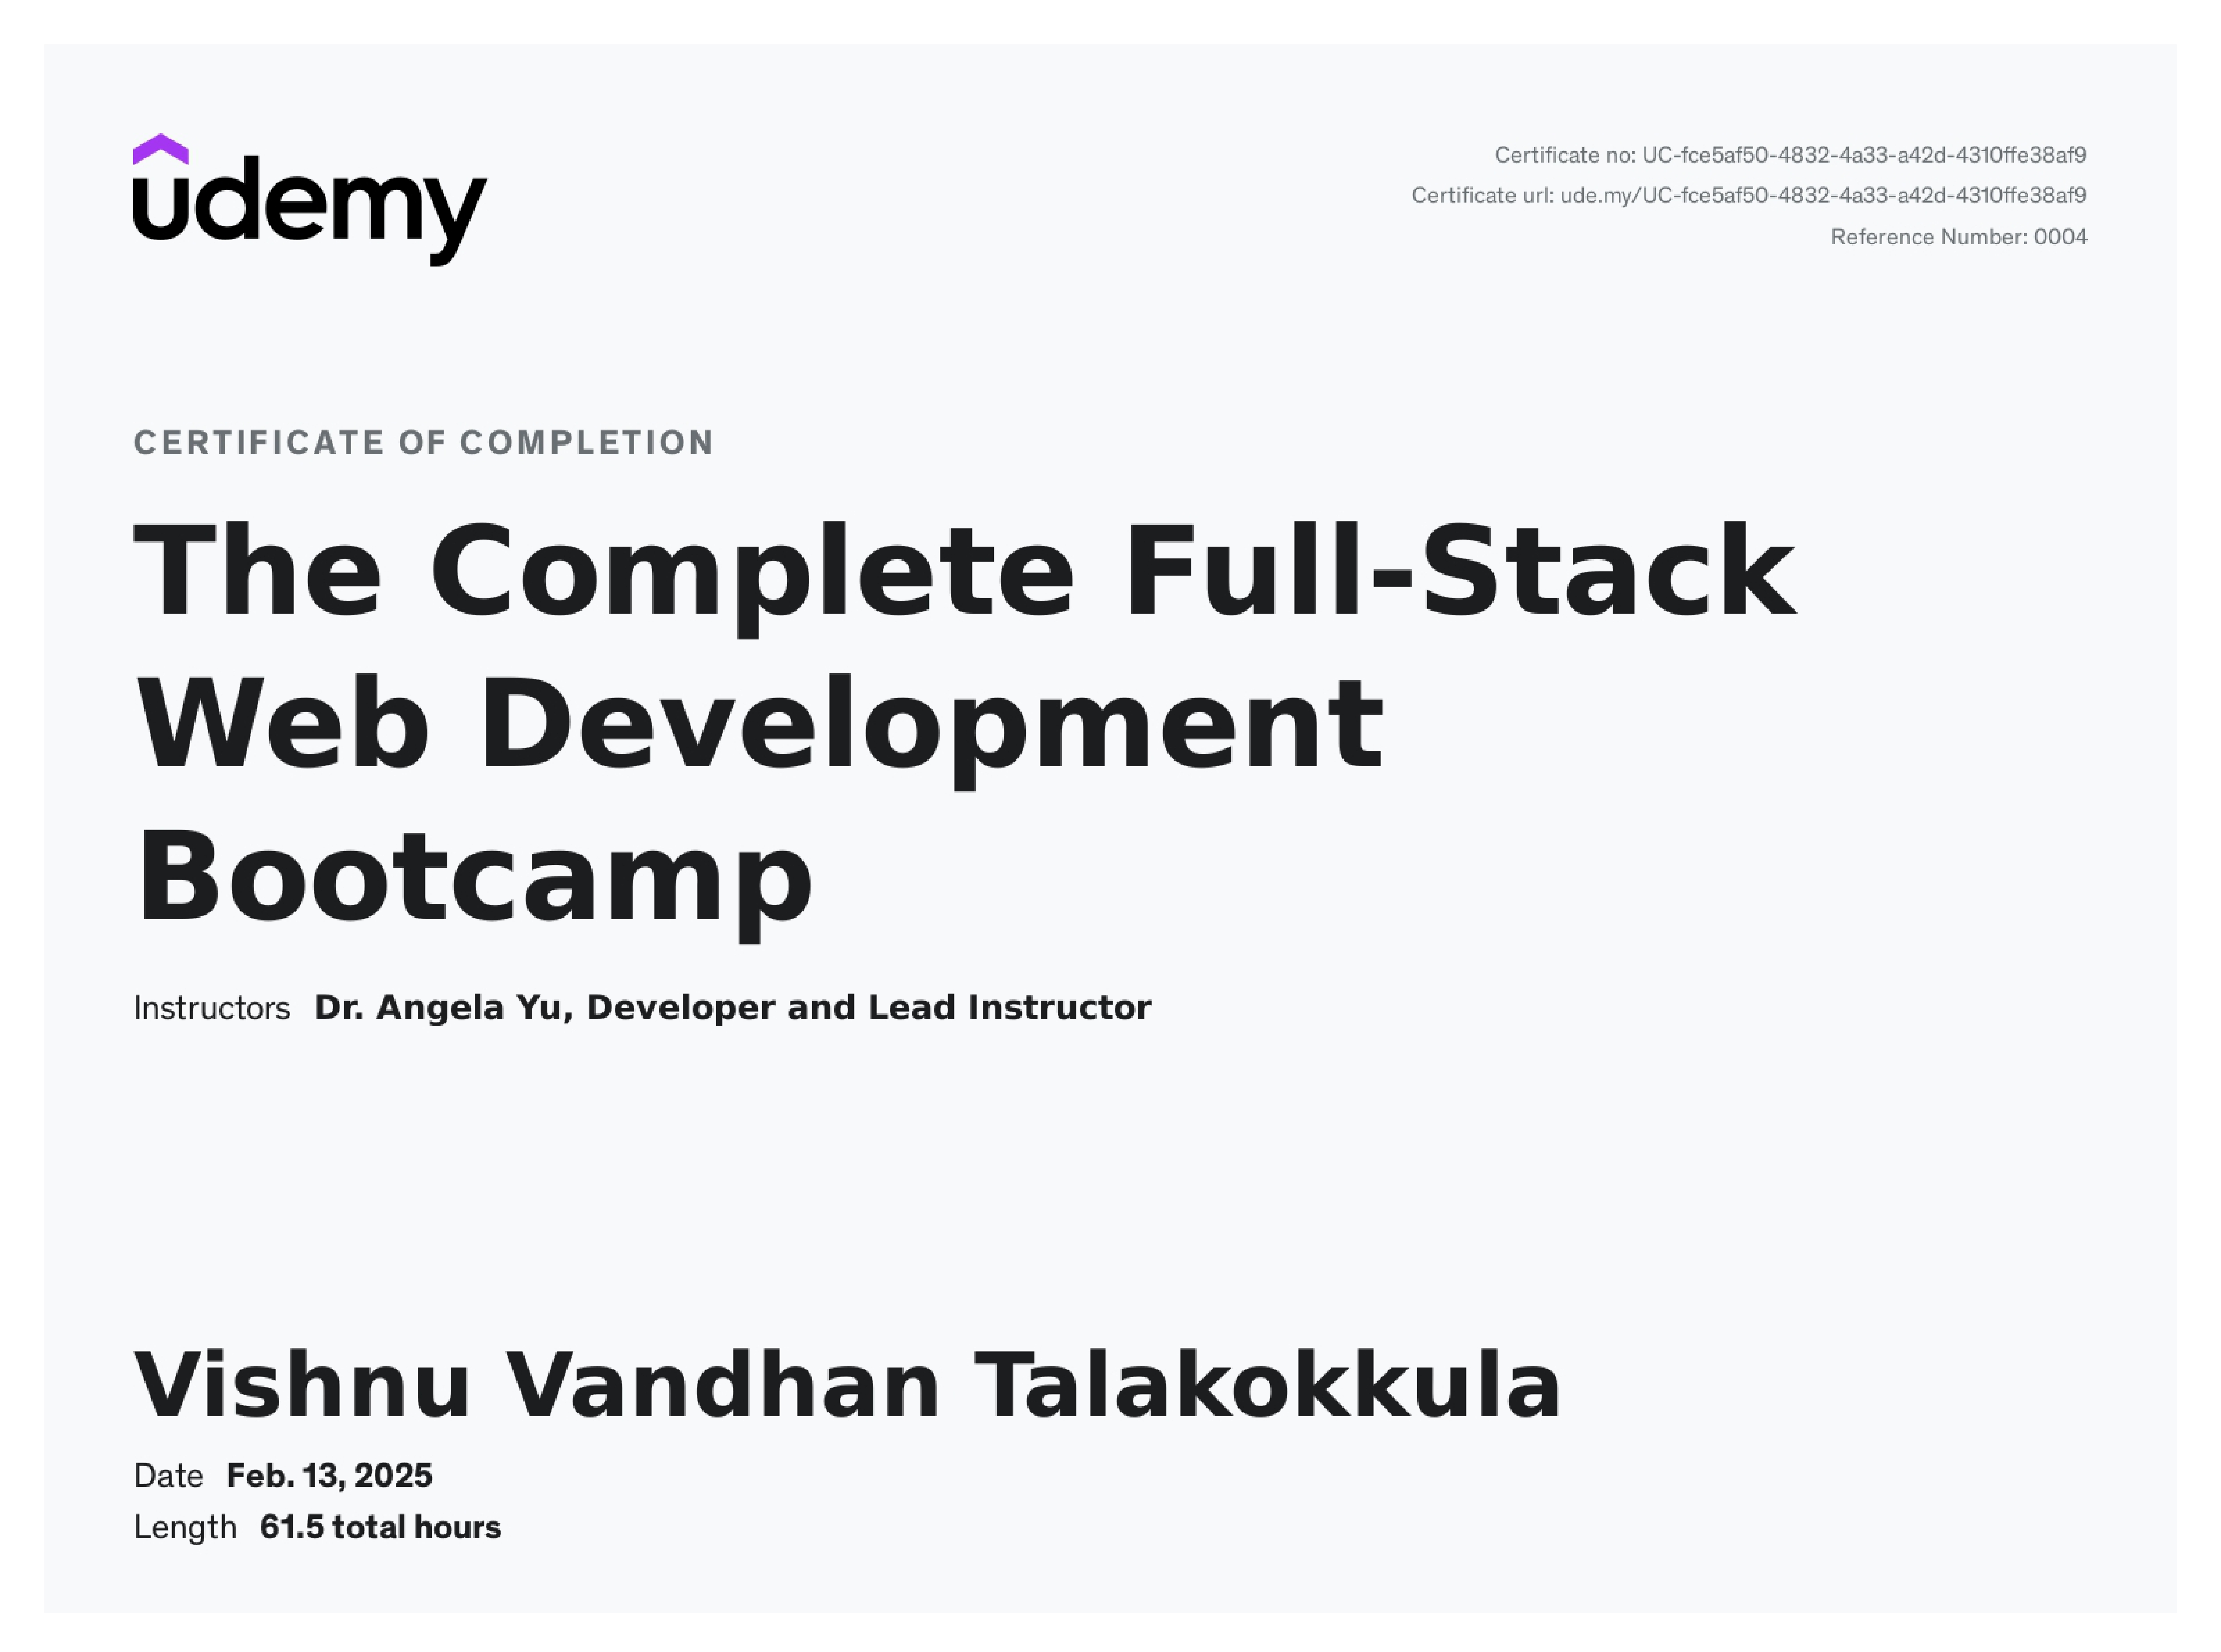 udemy
Certificate no: UC-fce5af50-4832-4a33-a42d-4310ffe38af9
Certificate url: ude.my/UC-fce5af50-4832-4a33-a42d-4310ffe38af9
Reference Number: 0004
CERTIFICATE OF COMPLETION
The Complete Full-Stack
Web Development
Bootcamp
Instructors Dr. Angela Yu, Developer and Lead Instructor
Vishnu Vandhan Talakokkula
Date Feb. 13, 2025
Length 61.5 total hours